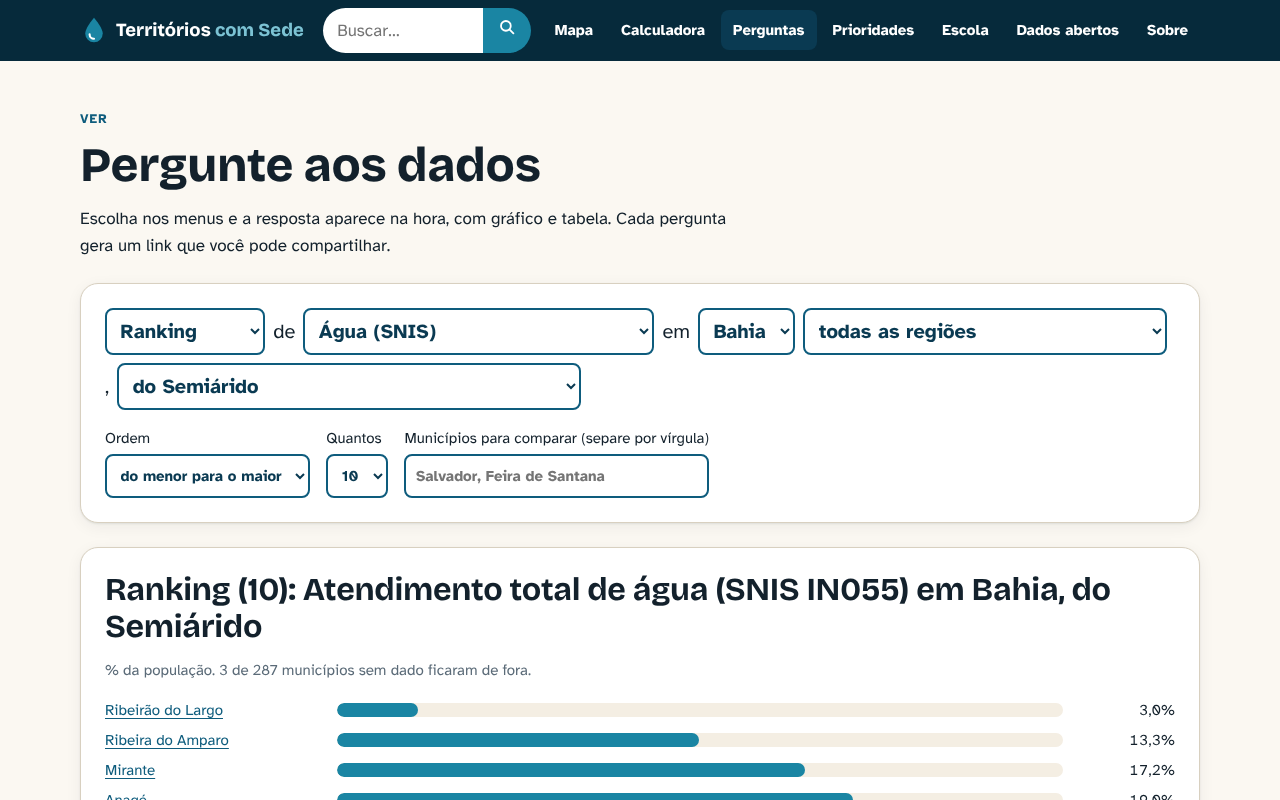 Territórios com Sede
Buscar...
Mapa
Calculadora
Perguntas
Prioridades
Escola
Dados abertos
Sobre
VER
Pergunte aos dados
Escolha nos menus e a resposta aparece na hora, com gráfico e tabela. Cada pergunta
gera um link que você pode compartilhar.
Ranking de Água (SNIS) em Bahia todas as regiões
, do Semiárido
Ordem
Quantos
Municípios para comparar (separe por vírgula)
do menor para o maior
10
Salvador, Feira de Santana
Ranking (10): Atendimento total de água (SNIS IN055) em Bahia, do
Semiárido
% da população. 3 de 287 municípios sem dado ficaram de fora.
Ribeirão do Largo 3,0%
Ribeira do Amparo 13,3%
Mirante 17,2%